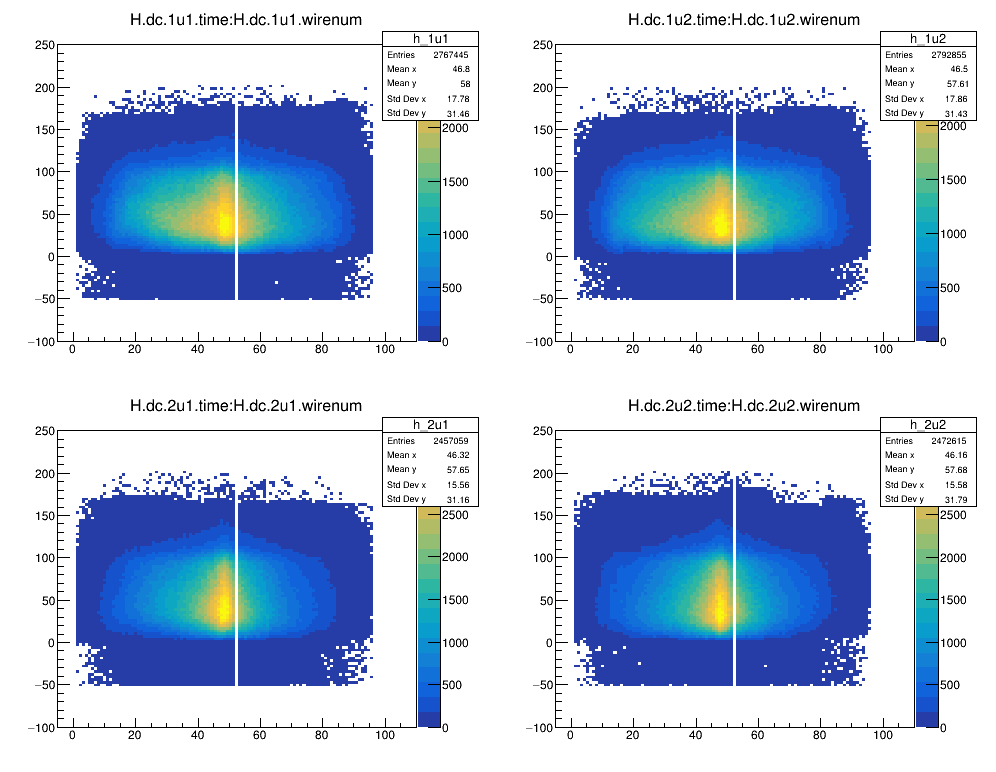 H.dc.1u1.time:H.dc.1u1.wirenum
h_1u1
Entries 2767445
Mean x 46.8
Mean y 58
Std Dev x 17.78
Std Dev y 31.46
250
200
150
100
50
0
−50
−100
0 20 40 60 80 100
2000
1500
1000
500
0
H.dc.1u2.time:H.dc.1u2.wirenum
h_1u2
Entries 2792855
Mean x 46.5
Mean y 57.61
Std Dev x 17.86
Std Dev y 31.43
250
200
150
100
50
0
−50
−100
0 20 40 60 80 100
2000
1500
1000
500
0
H.dc.2u1.time:H.dc.2u1.wirenum
h_2u1
Entries 2457059
Mean x 46.32
Mean y 57.65
Std Dev x 15.56
Std Dev y 31.16
250
200
150
100
50
0
−50
−100
0 20 40 60 80 100
2500
2000
1500
1000
500
0
H.dc.2u2.time:H.dc.2u2.wirenum
h_2u2
Entries 2472615
Mean x 46.16
Mean y 57.68
Std Dev x 15.58
Std Dev y 31.79
250
200
150
100
50
0
−50
−100
0 20 40 60 80 100
2500
2000
1500
1000
500
0